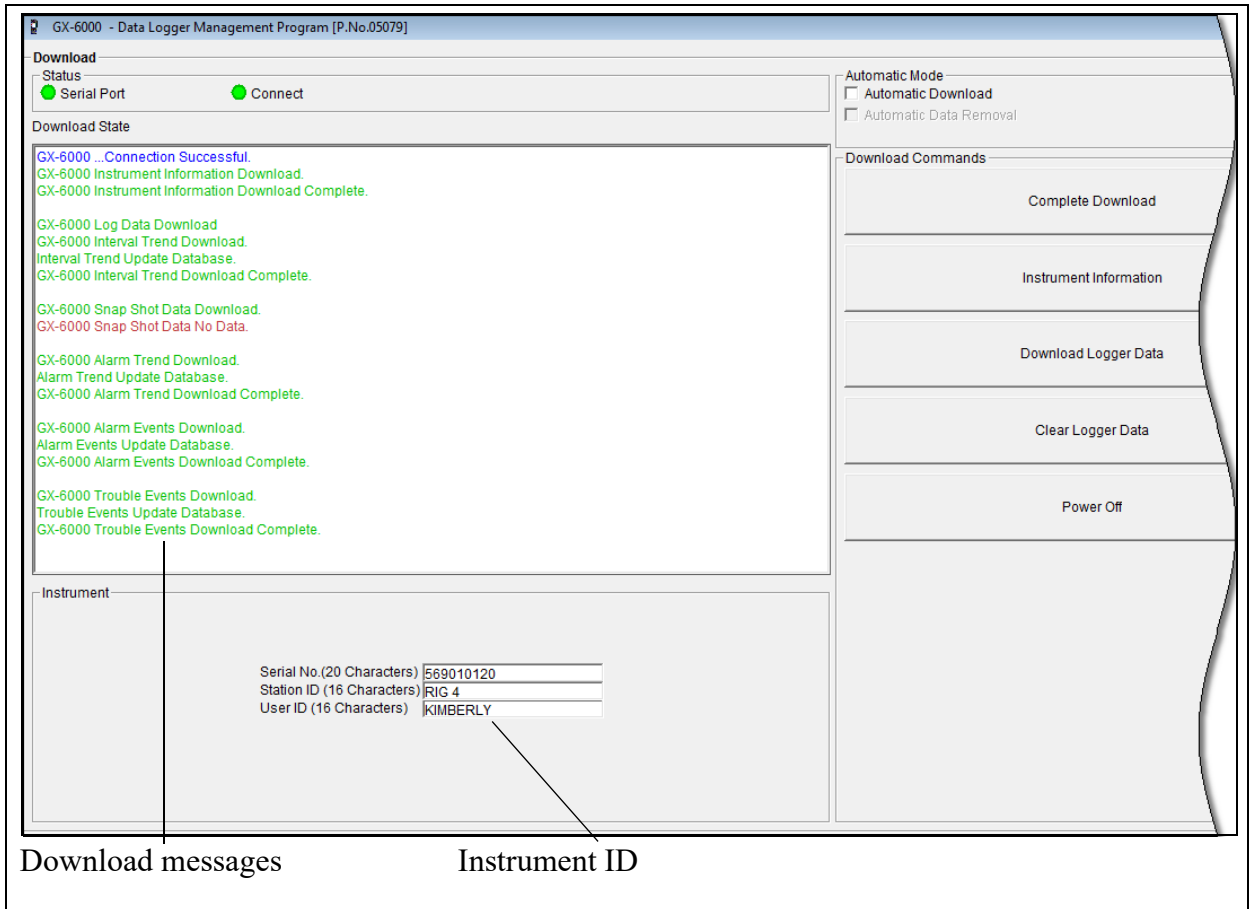 GX-6000 - Data Logger Management Program [P.No.05079]
Download
Status
Serial Port
Connect
Download State
GX-6000 ...Connection Successful.
GX-6000 Instrument Information Download.
GX-6000 Instrument Information Download Complete.
GX-6000 Log Data Download
GX-6000 Interval Trend Download.
Interval Trend Update Database.
GX-6000 Interval Trend Download Complete.
GX-6000 Snap Shot Data Download.
GX-6000 Snap Shot Data No Data.
GX-6000 Alarm Trend Download.
Alarm Trend Update Database.
GX-6000 Alarm Trend Download Complete.
GX-6000 Alarm Events Download.
Alarm Events Update Database.
GX-6000 Alarm Events Download Complete.
GX-6000 Trouble Events Download.
Trouble Events Update Database.
GX-6000 Trouble Events Download Complete.
Automatic Mode
Automatic Download
Automatic Data Removal
Download Commands
Complete Download
Instrument Information
Download Logger Data
Clear Logger Data
Power Off
Instrument
Serial No.(20 Characters) 569010120
Station ID (16 Characters) RIG 4
User ID (16 Characters) KIMBERLY
Download messages
Instrument ID